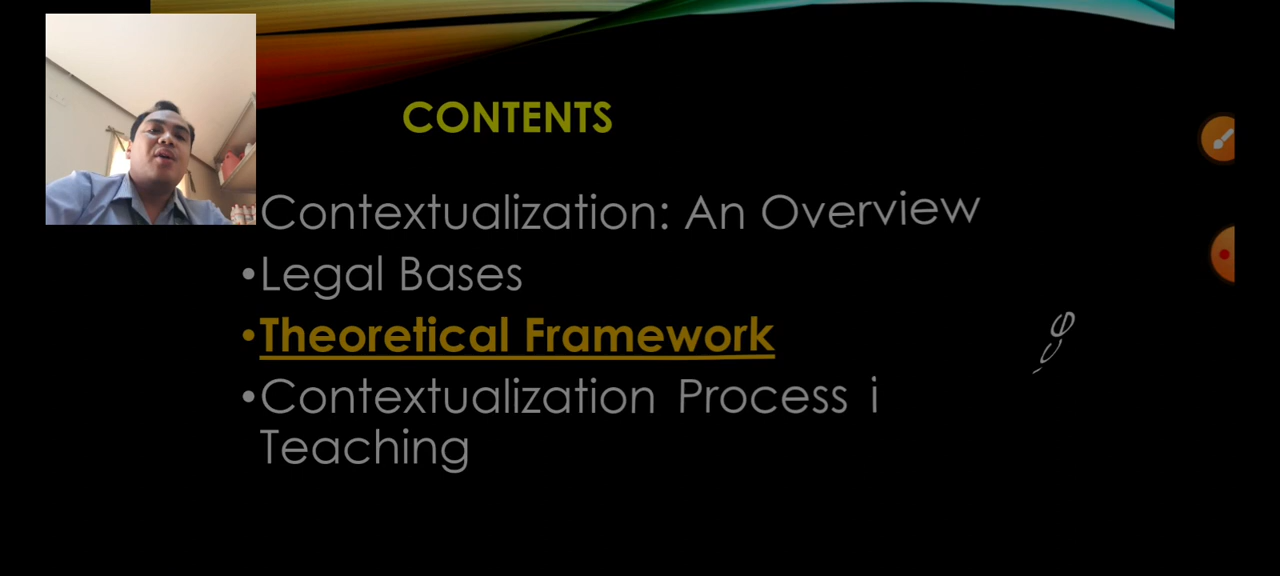 CONTENTS
Contextualization: An Overview
•Legal Bases
•Theoretical Framework
•Contextualization Process i
Teaching